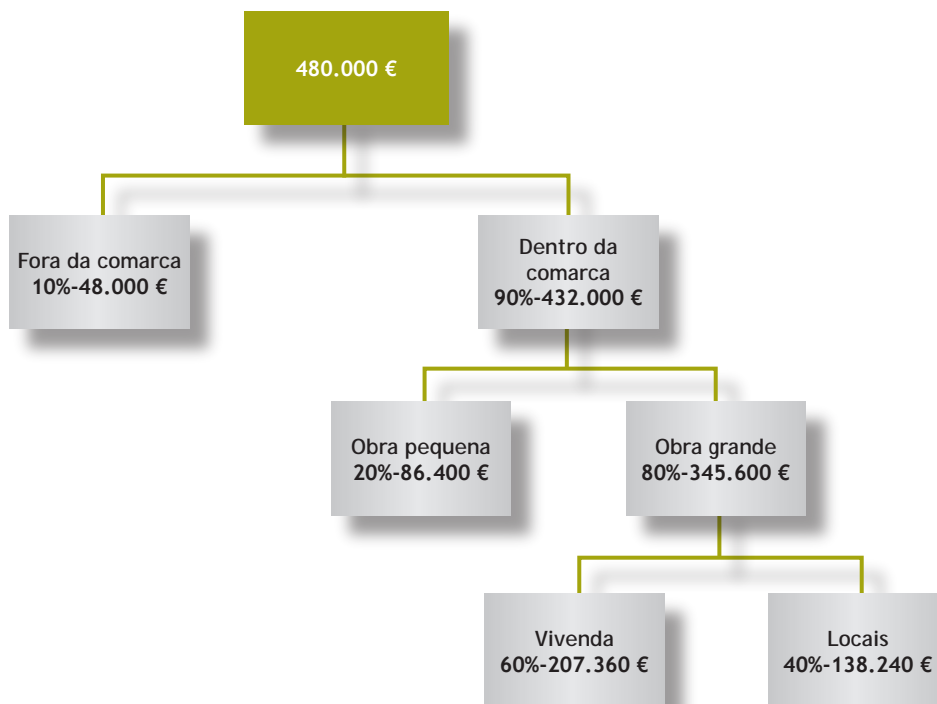 480.000 €
Fora da comarca
10%-48.000 €
Dentro da
comarca
90%-432.000 €
Obra pequena
20%-86.400 €
Obra grande
80%-345.600 €
Vivenda
60%-207.360 €
Locais
40%-138.240 €